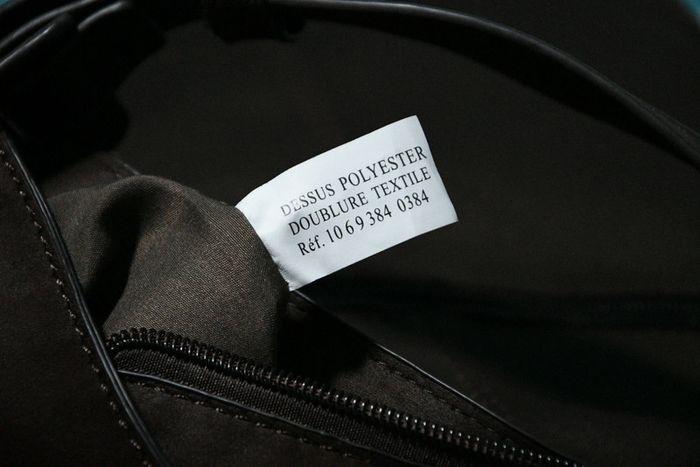 DESSUS POLYESTER
DOUBLURE TEXTILE
Réf. 1069384 0384